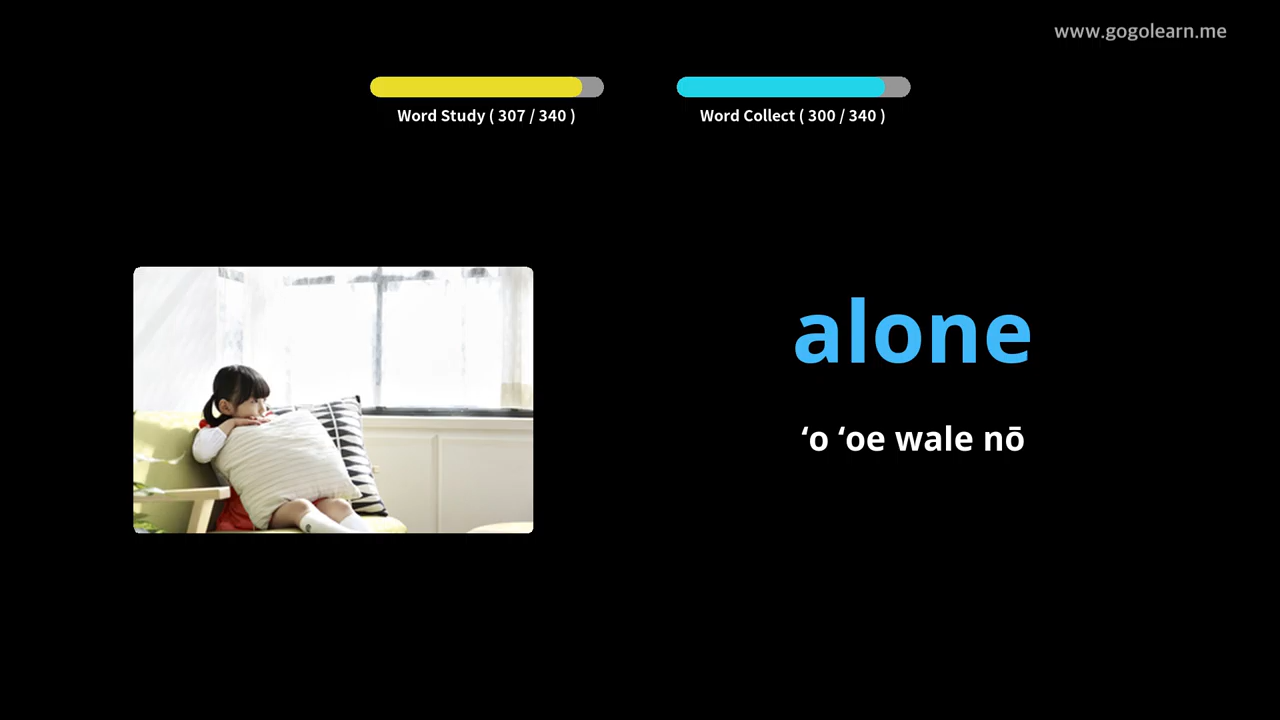 www.gogolearn.me
Word Study ( 307 / 340 )
Word Collect ( 300 / 340 )
alone
ʻo ʻoe wale nō